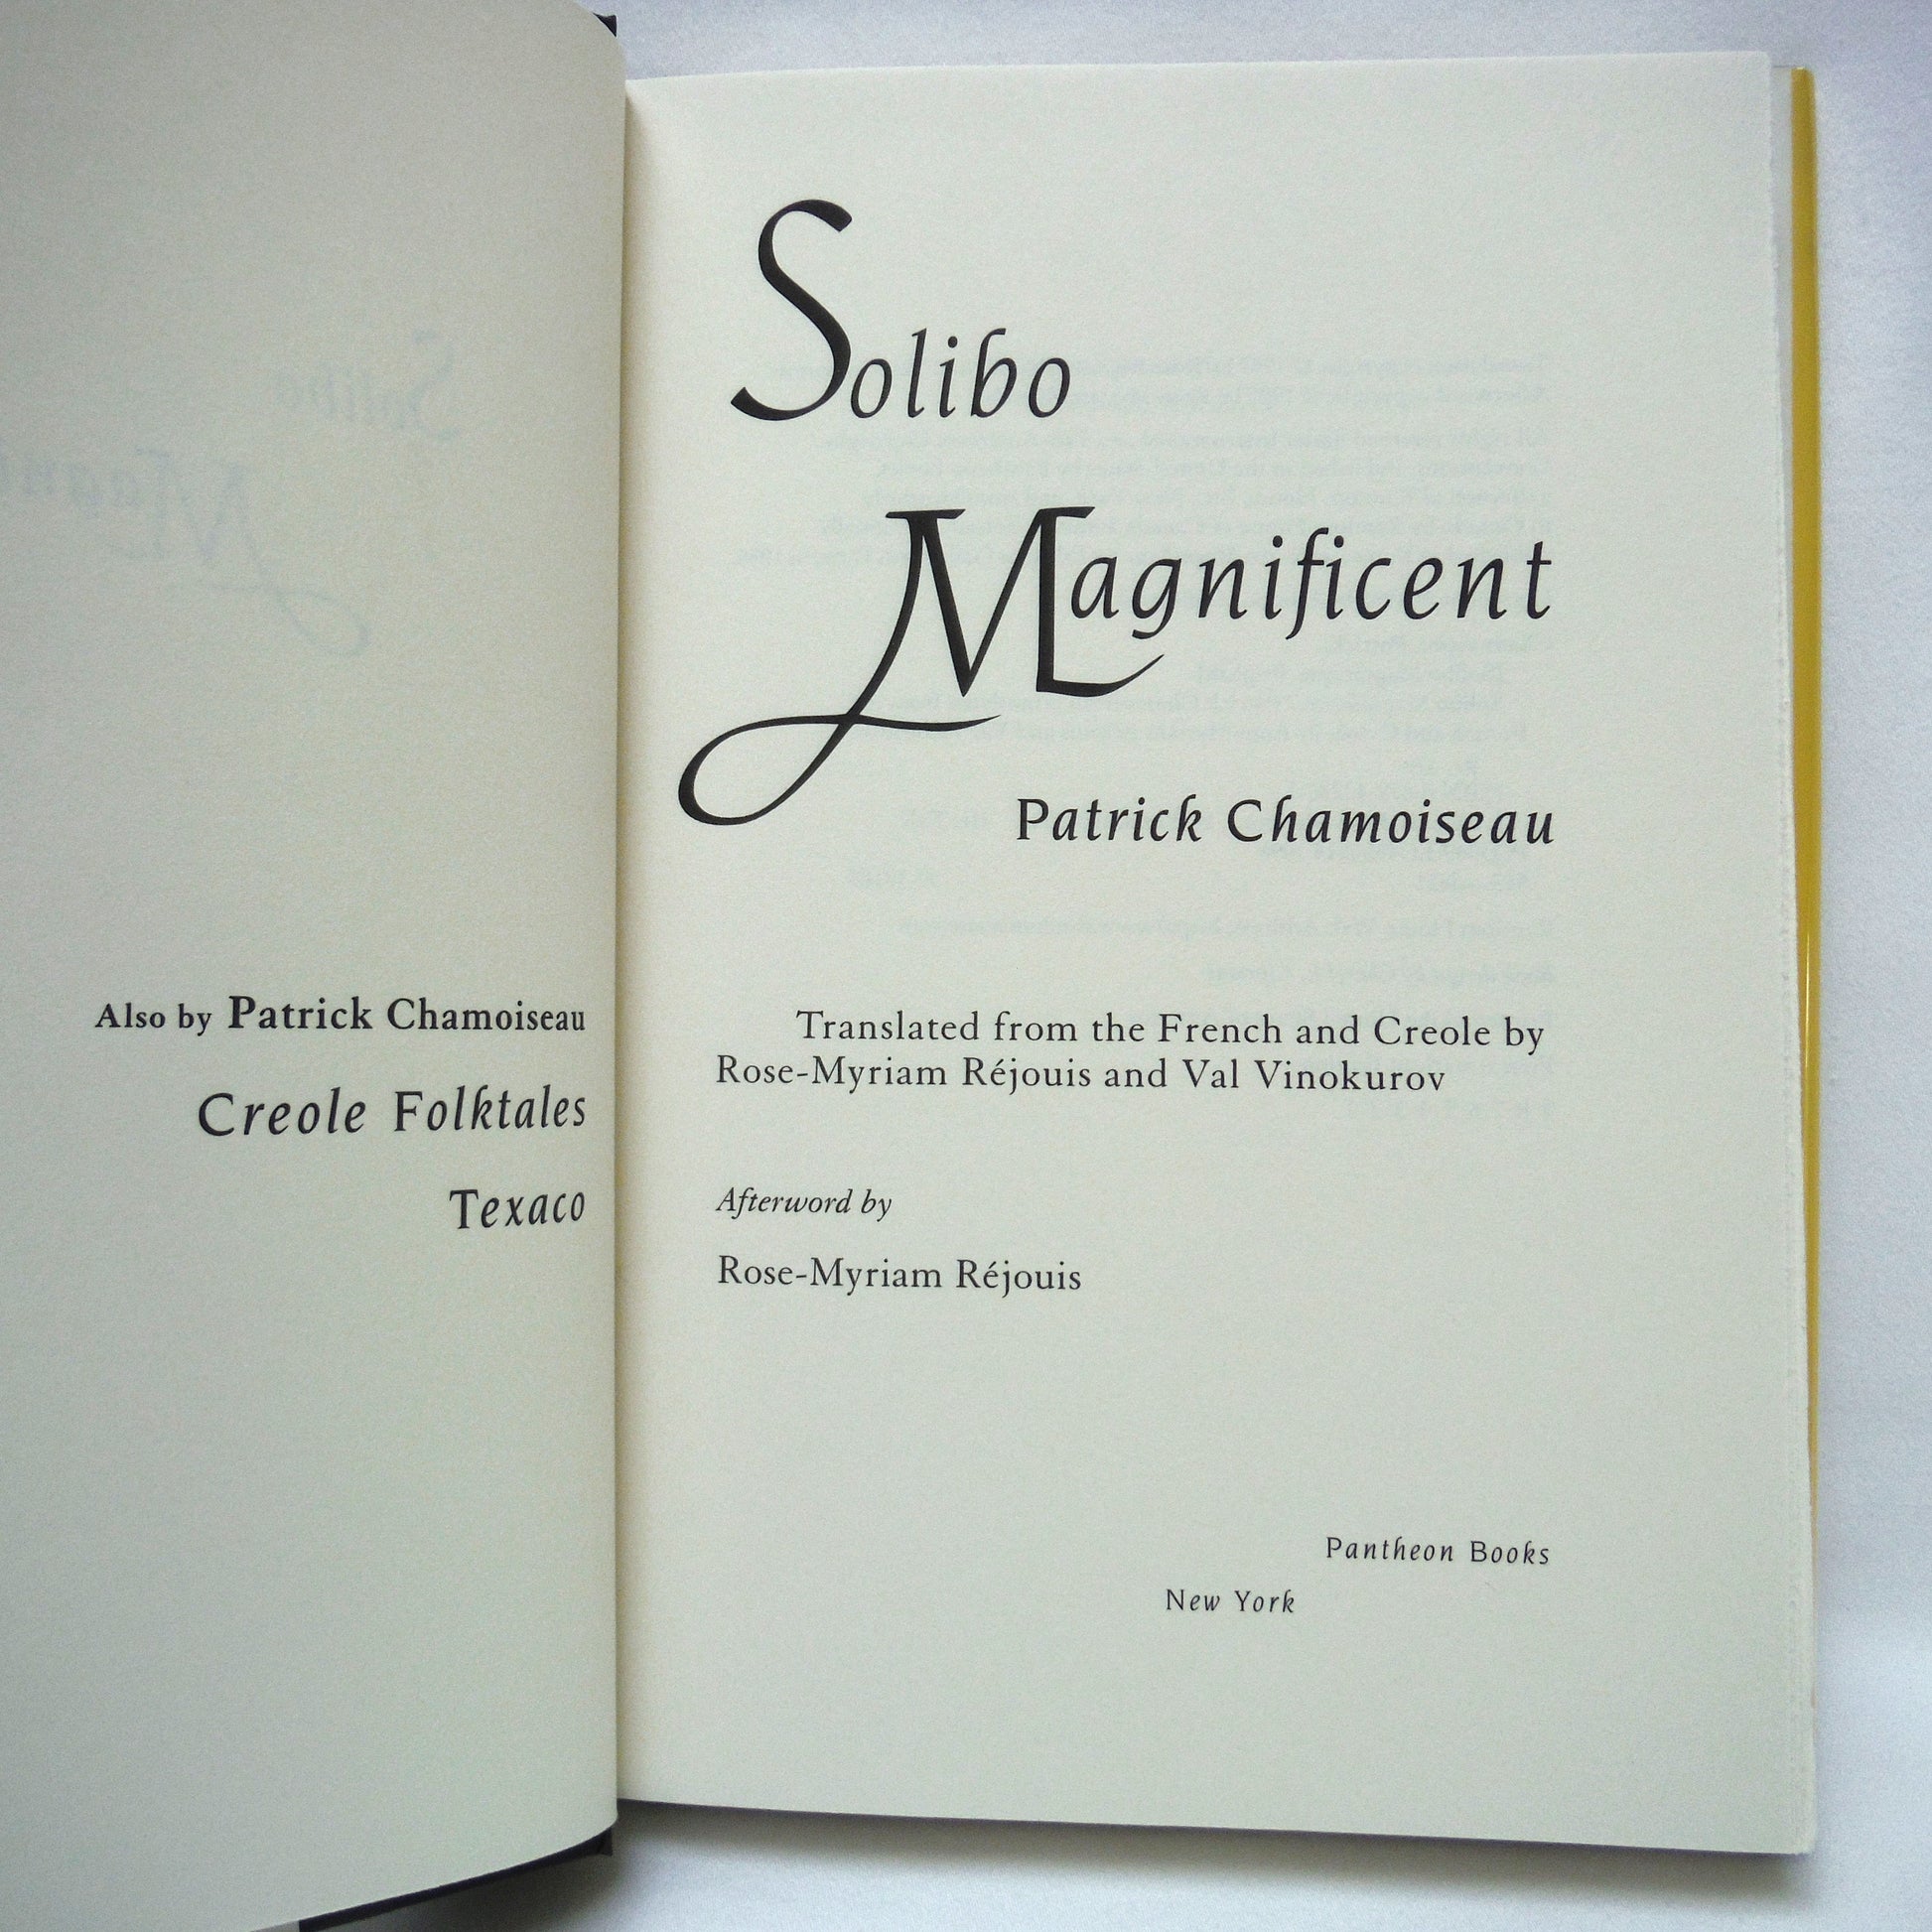 Also by Patrick Chamoiseau
Creole Folktales
Texaco
Solibo
Magnificent
Patrick Chamoiseau
Translated from the French and Creole by
Rose-Myriam Réjouis and Val Vinokurov
Afterword by
Rose-Myriam Réjouis
Pantheon Books
New York